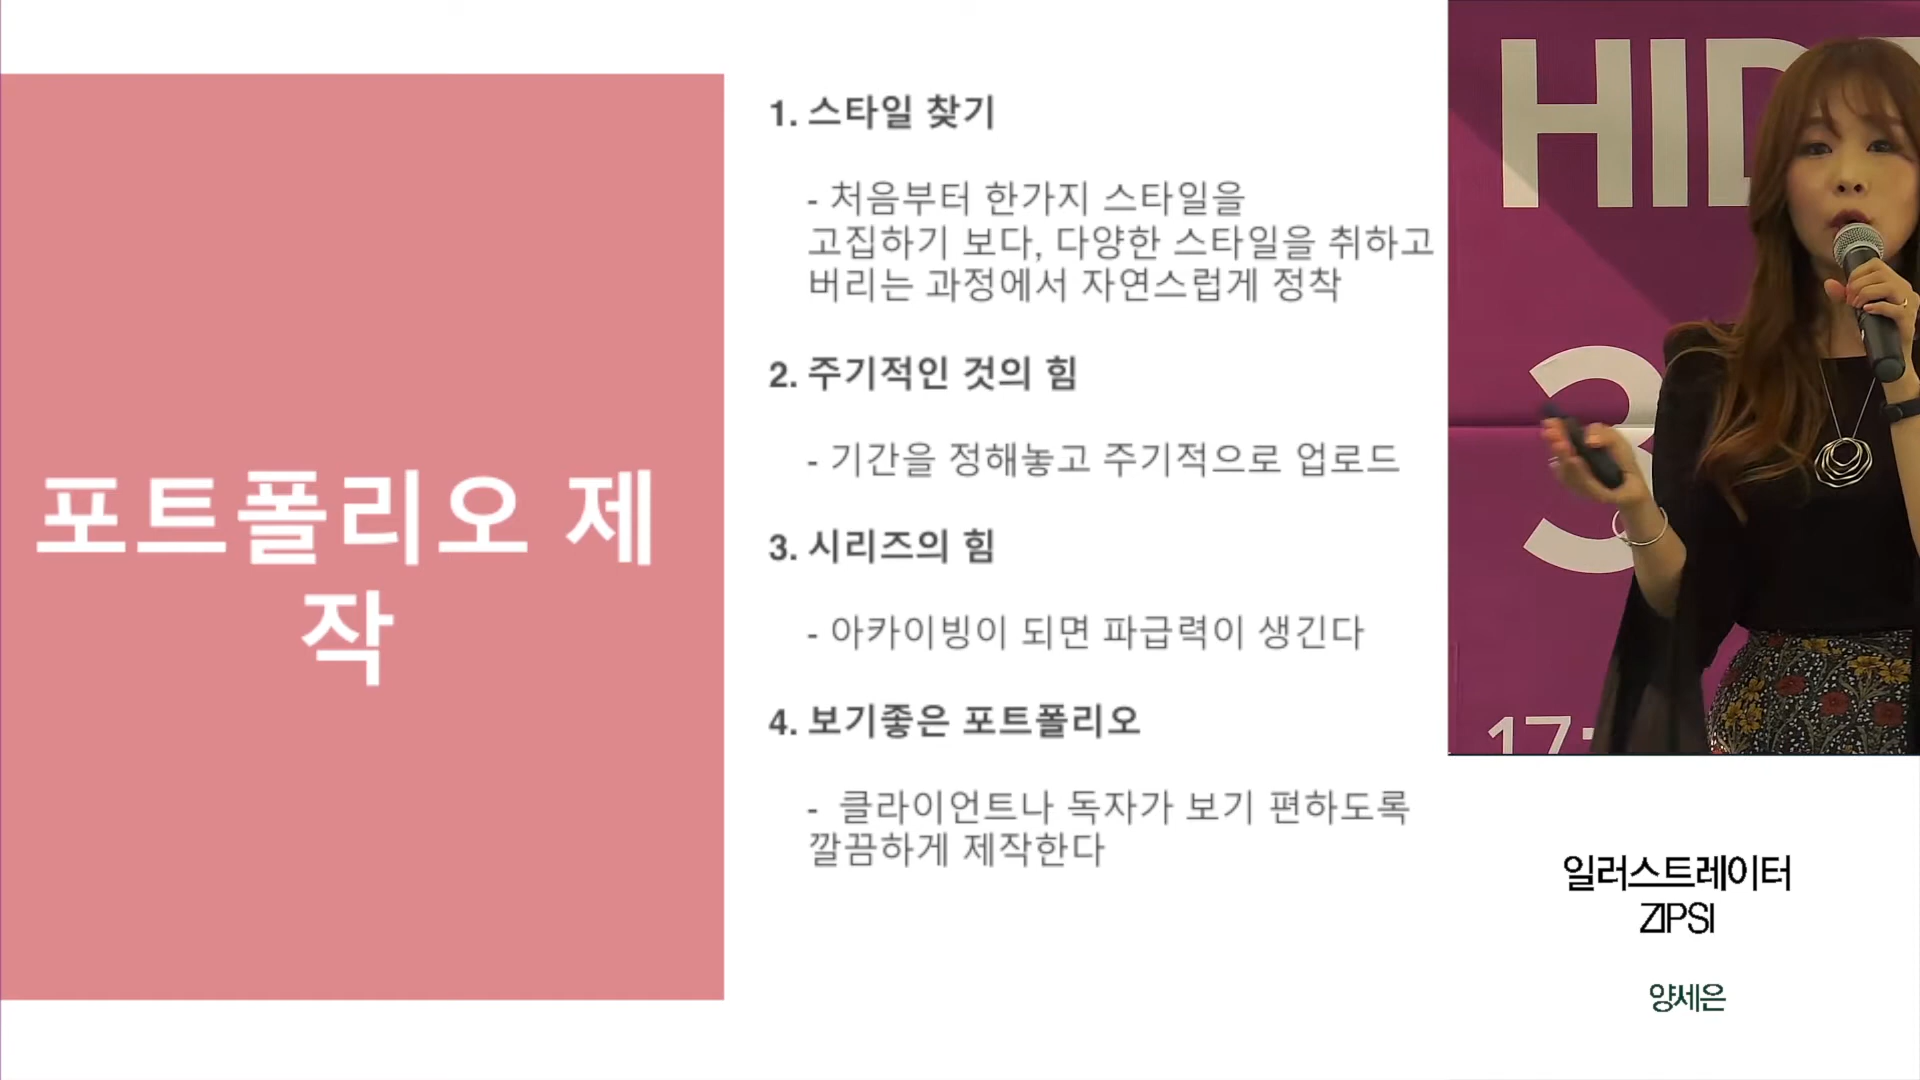 포트폴리오 제
작
1. 스타일 찾기
- 처음부터 한가지 스타일을
고집하기 보다, 다양한 스타일을 취하고
버리는 과정에서 자연스럽게 정착
2. 주기적인 것의 힘
- 기간을 정해놓고 주기적으로 업로드
3. 시리즈의 힘
- 아카이빙이 되면 파급력이 생긴다
4. 보기좋은 포트폴리오
- 클라이언트나 독자가 보기 편하도록
깔끔하게 제작한다
3
17:
일러스트레이터
ZIPSI
양세은